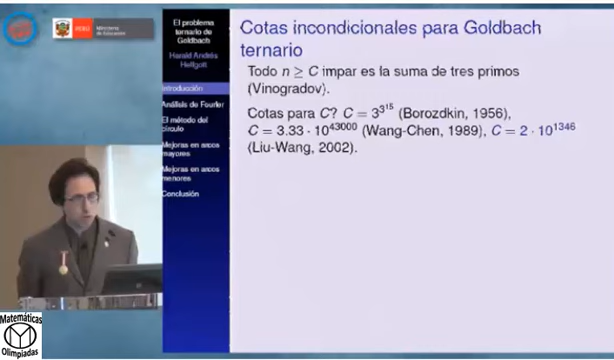 PERÚ
Ministerio
de Educación
El problema
ternario de
Goldbach
Harald Andrés
Helfgott
Introducción
Análisis de Fourier
El método del
círculo
Mejoras en arcos
mayores
Mejoras en arcos
menores
Conclusión
Cotas incondicionales para Goldbach
ternario
Todo n ≥ C impar es la suma de tres primos
(Vinogradov).
Cotas para C? C = 3^3^15 (Borozdkin, 1956),
C = 3.33 · 10^43000 (Wang-Chen, 1989), C = 2 · 10^1346
(Liu-Wang, 2002).
Matemáticas
Olimpiadas